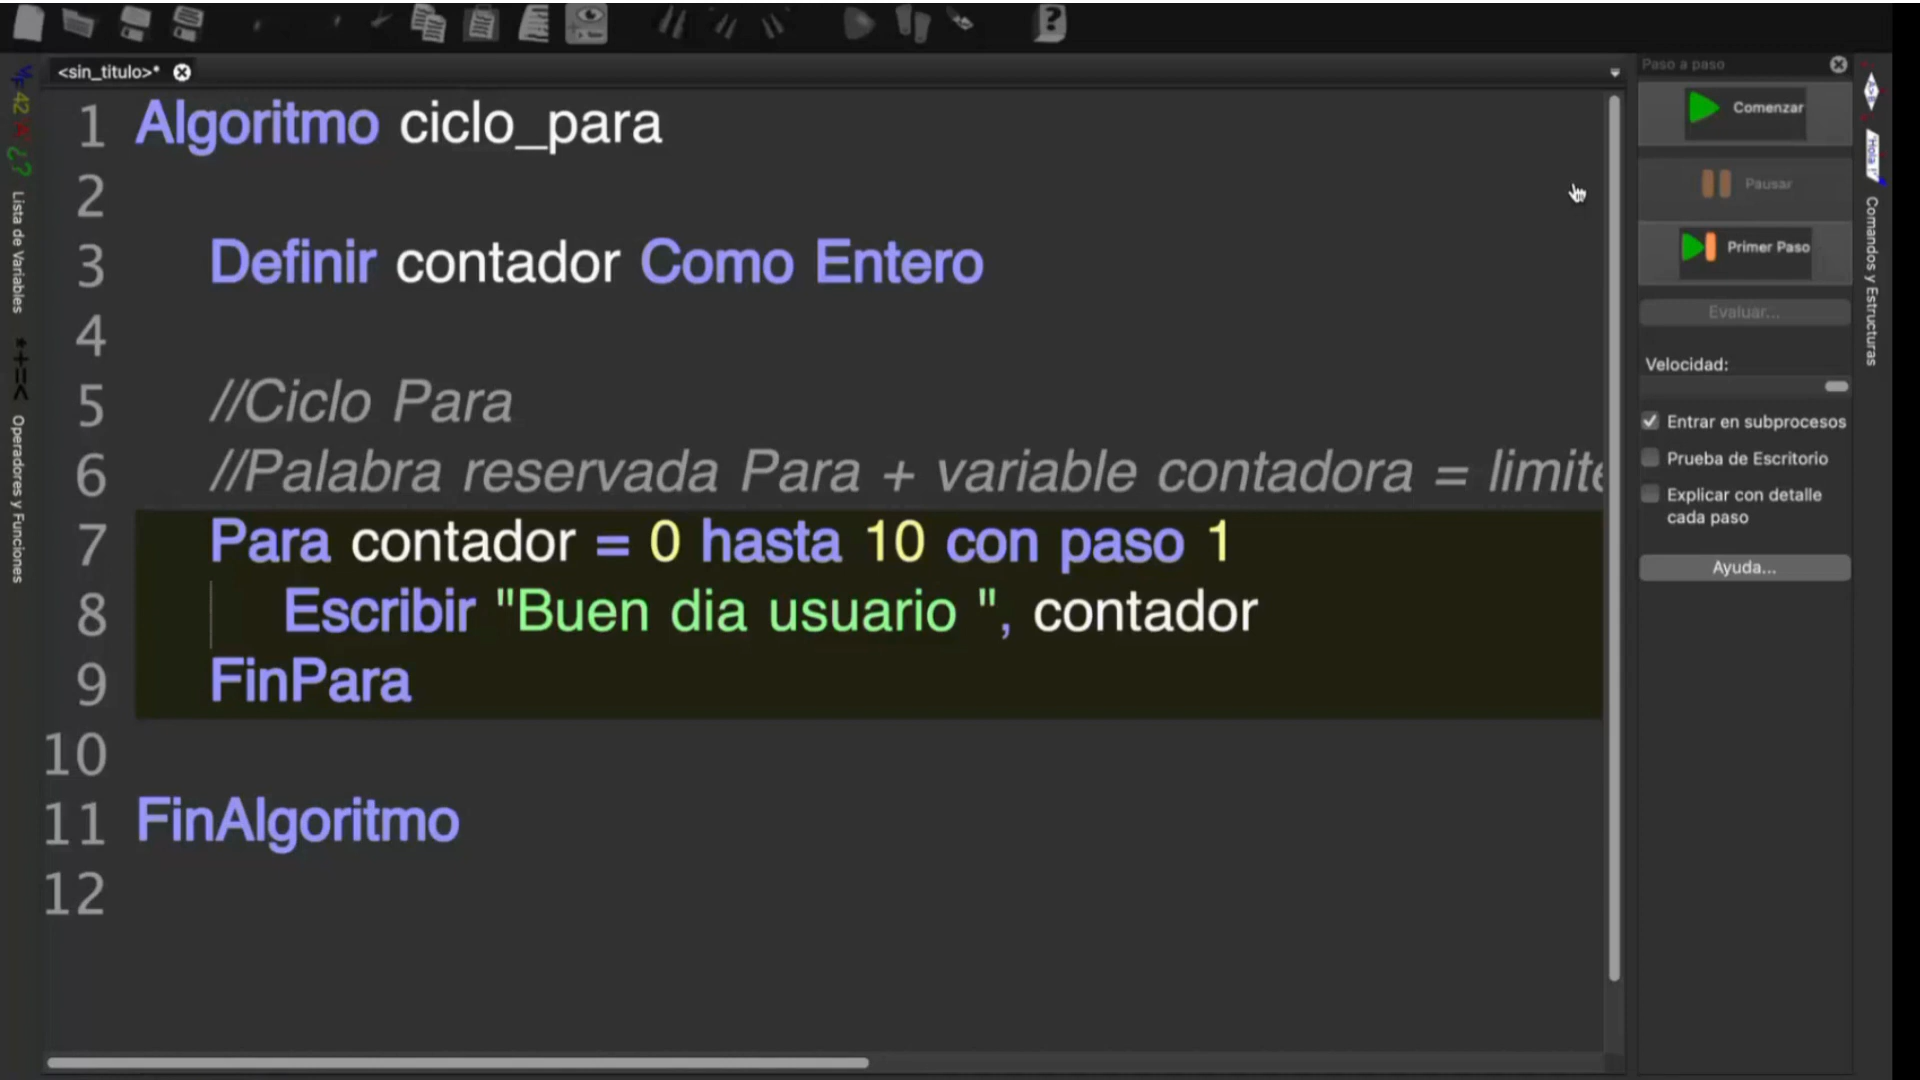 <sin_titulo>*
1 Algoritmo ciclo_para
2
3 Definir contador Como Entero
4
5 //Ciclo Para
6 //Palabra reservada Para + variable contadora = limite
7 Para contador = 0 hasta 10 con paso 1
8 Escribir "Buen dia usuario ", contador
9 FinPara
10
11 FinAlgoritmo
12
Lista de Variables
Operadores y Funciones
Paso a paso
Comenzar
Pausar
Primer Paso
Evaluar...
Velocidad:
Entrar en subprocesos
Prueba de Escritorio
Explicar con detalle
cada paso
Ayuda...
Comandos y Estructuras